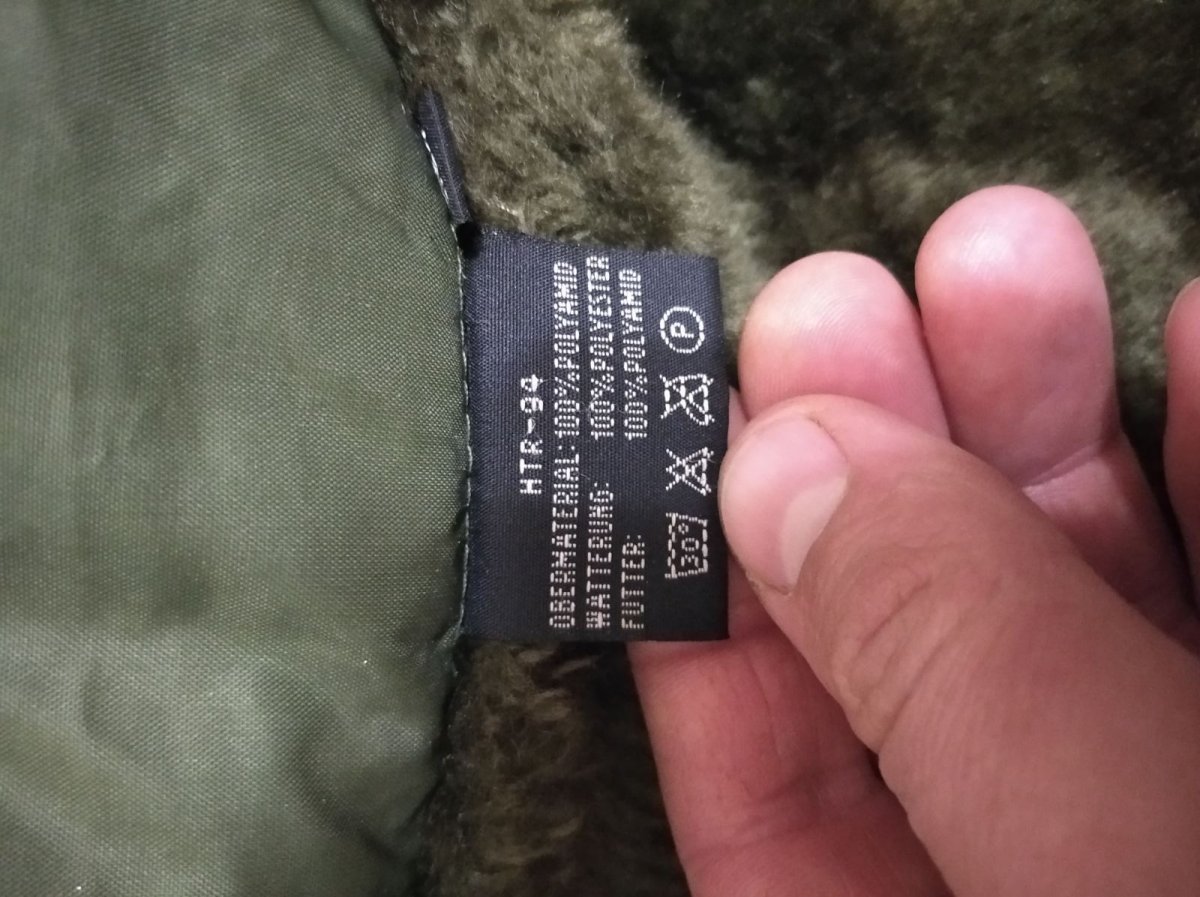 HTR-94
OBERMATERIAL: 100% POLYAMID
WATTERUNG: 100% POLYESTER
FUTTER: 100% POLYAMID
30° P